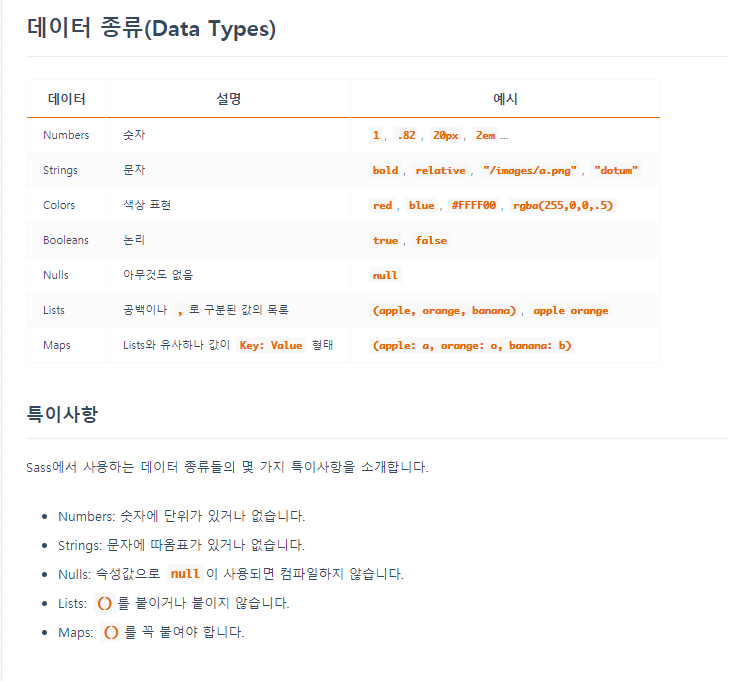 데이터 종류(Data Types)
데이터 설명 예시
Numbers 숫자 1 , .82 , 20px , 2em ...
Strings 문자 bold , relative , "/images/a.png" , "dotum"
Colors 색상 표현 red , blue , #FFFF00 , rgba(255,0,0,.5)
Booleans 논리 true , false
Nulls 아무것도 없음 null
Lists 공백이나 , 로 구분된 값의 목록 (apple, orange, banana) , apple orange
Maps Lists와 유사하나 값이 Key: Value 형태 (apple: a, orange: o, banana: b)
특이사항
Sass에서 사용하는 데이터 종류들의 몇 가지 특이사항을 소개합니다.
• Numbers: 숫자에 단위가 있거나 없습니다.
• Strings: 문자에 따옴표가 있거나 없습니다.
• Nulls: 속성값으로 null 이 사용되면 컴파일하지 않습니다.
• Lists: () 를 붙이거나 붙이지 않습니다.
• Maps: () 를 꼭 붙여야 합니다.